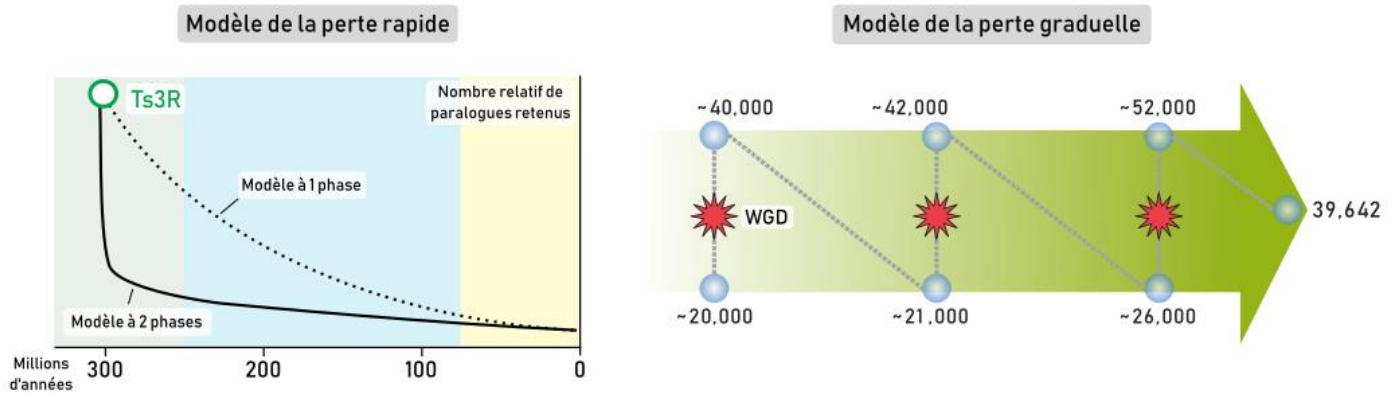 Modèle de la perte rapide
Ts3R
Nombre relatif de
paralogues retenus
Modèle à 1 phase
Modèle à 2 phases
Millions
d'années
300
200
100
0
Modèle de la perte graduelle
~40,000
~42,000
~52,000
WGD
39,642
~20,000
~21,000
~26,000